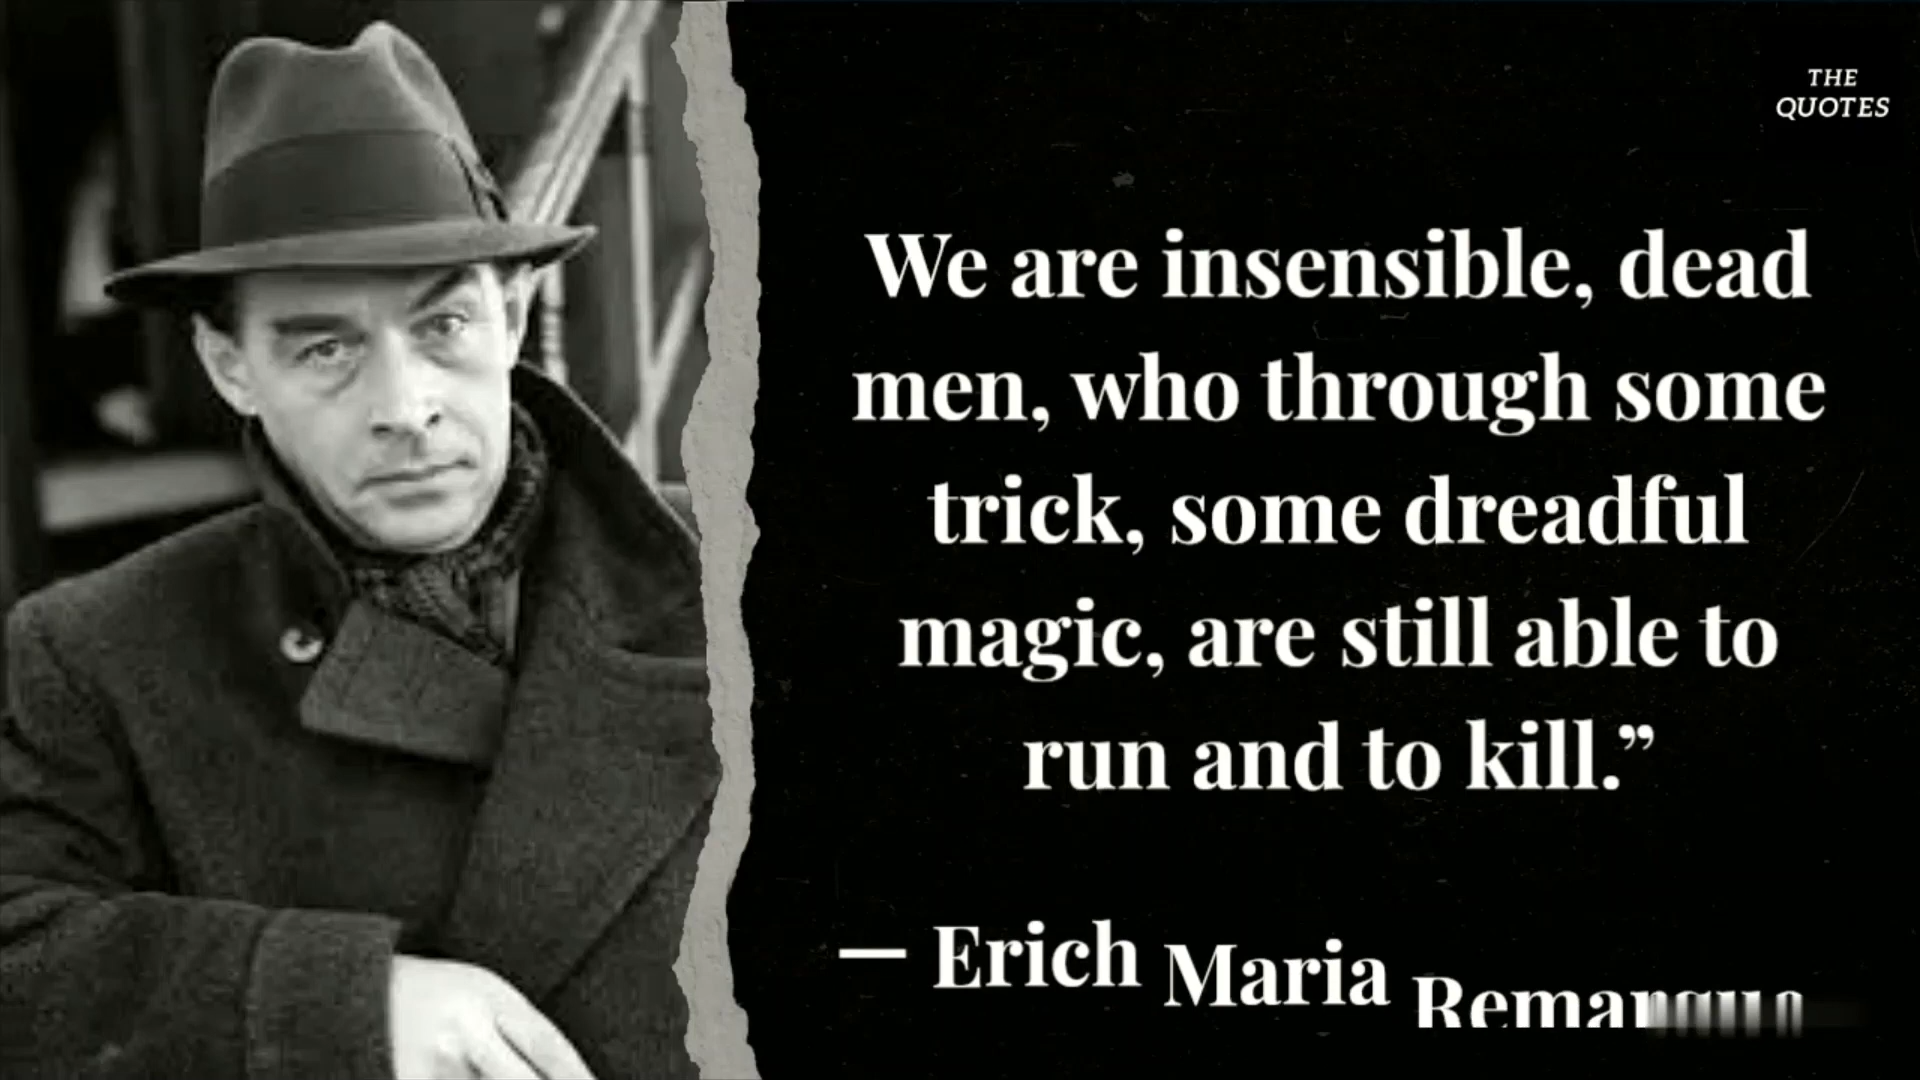 THE
QUOTES
We are insensible, dead
men, who through some
trick, some dreadful
magic, are still able to
run and to kill.”
— Erich Maria